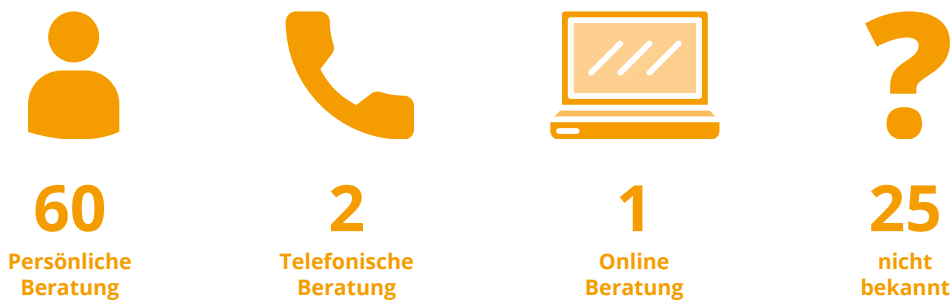 60
Persönliche
Beratung
2
Telefonische
Beratung
1
Online
Beratung
25
nicht
bekannt